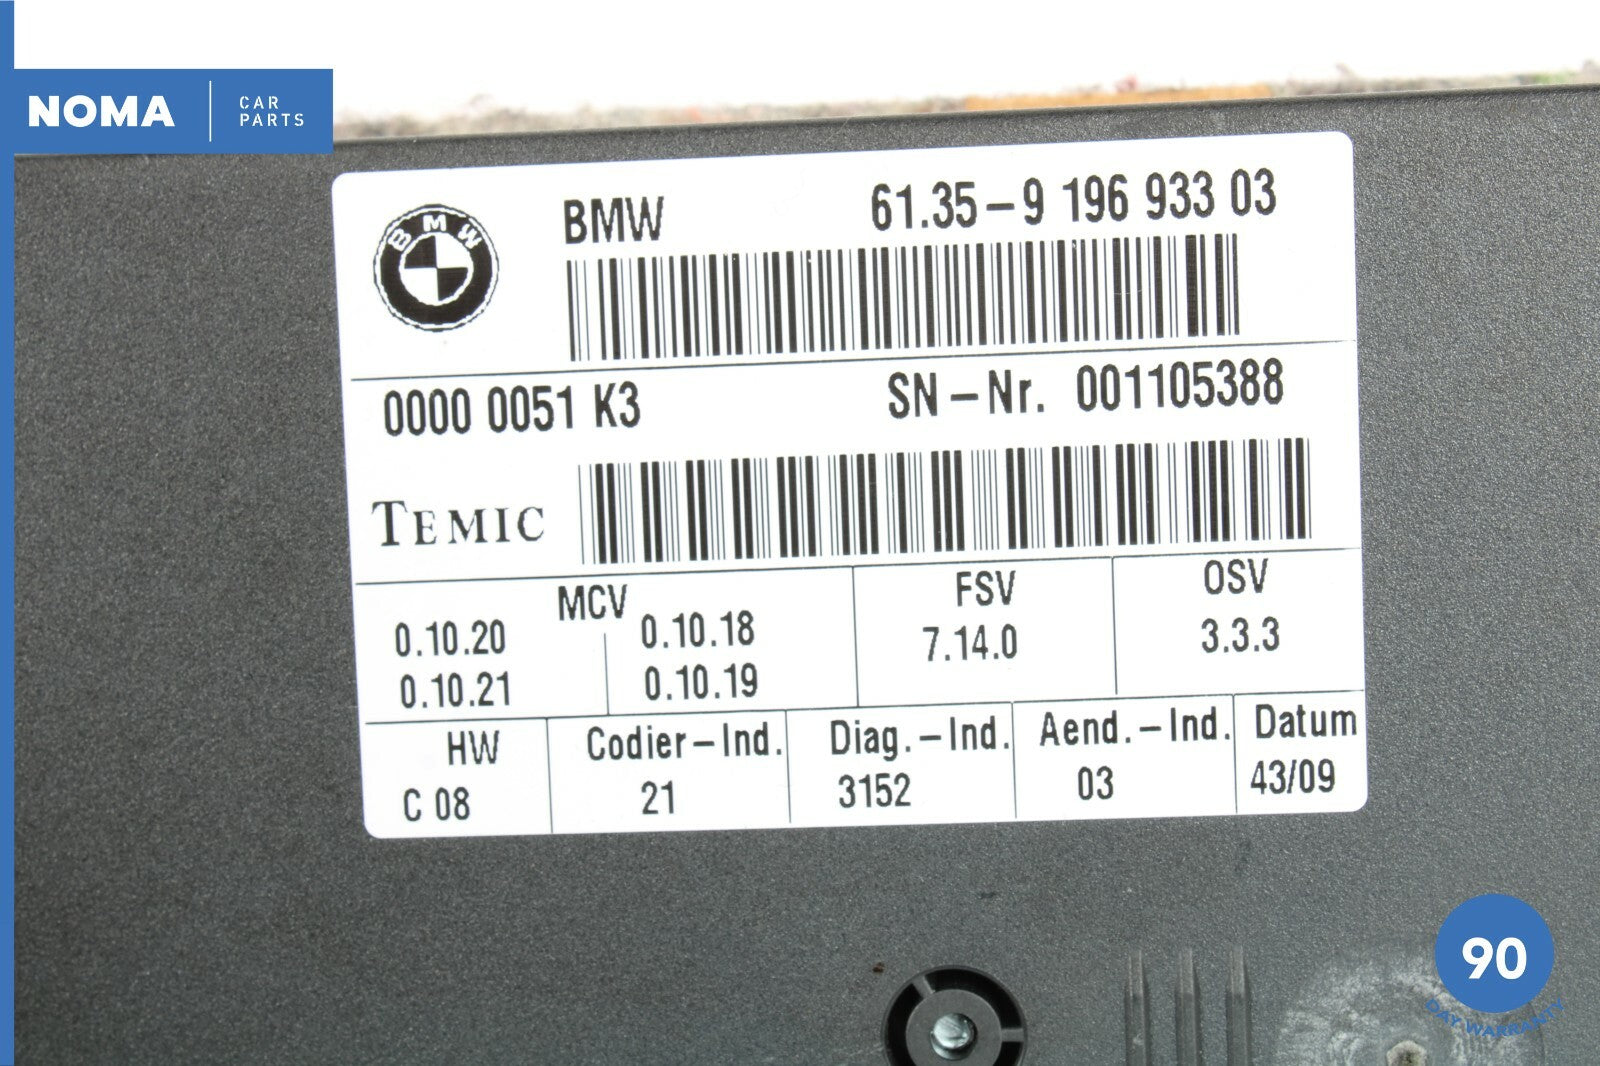 NOMA
CAR
PARTS
BMW
BMW 61.35-9 196 933 03
0000 0051 K3 SN-Nr. 001105388
TEMIC
MCV FSV OSV
0.10.20 0.10.18 7.14.0 3.3.3
0.10.21 0.10.19
HW Codier-Ind. Diag.-Ind. Aend.-Ind. Datum
C 08 21 3152 03 43/09
90
DAY WARRANTY